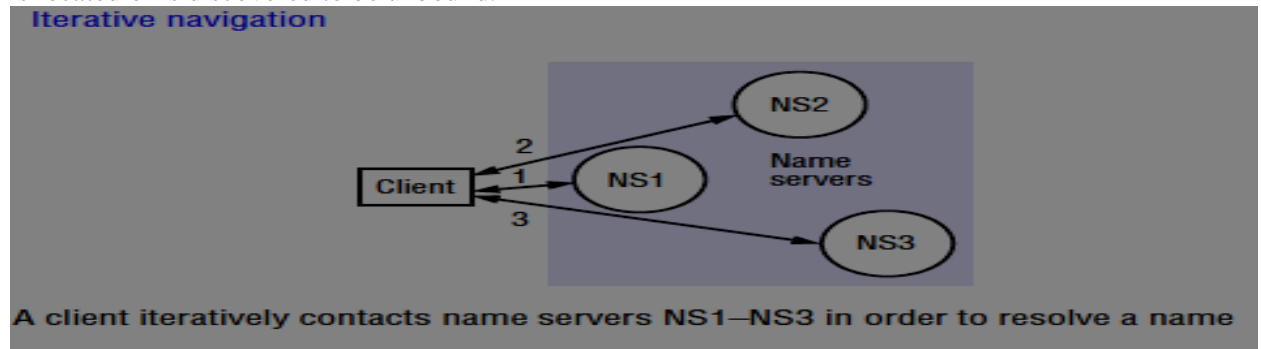 Iterative navigation
NS2
2
Name
servers
Client
1
NS1
3
NS3
A client iteratively contacts name servers NS1–NS3 in order to resolve a name